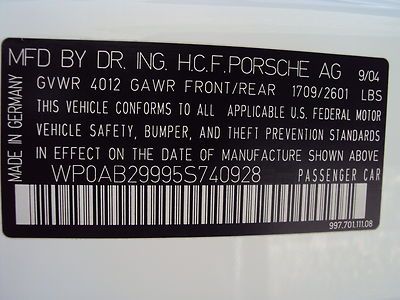 MFD BY DR. ING. H.C.F. PORSCHE AG 9/04
GVWR 4012 GAWR FRONT/REAR 1709/2601 LBS
THIS VEHICLE CONFORMS TO ALL APPLICABLE U.S. FEDERAL MOTOR
VEHICLE SAFETY, BUMPER, AND THEFT PREVENTION STANDARDS
IN EFFECT ON THE DATE OF MANUFACTURE SHOWN ABOVE.
WP0AB29995S740928 PASSENGER CAR
MADE IN GERMANY
997.701.111.08